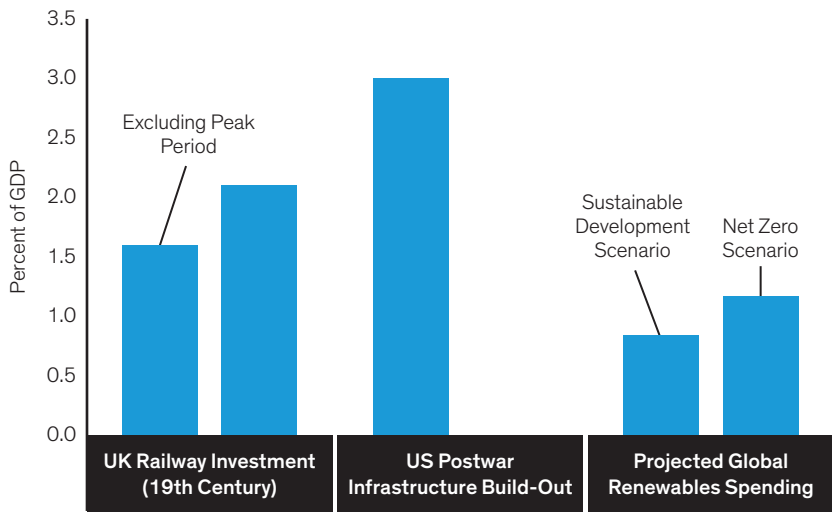 Percent of GDP
3.5
3.0
2.5
2.0
1.5
1.0
0.5
0.0
Excluding Peak
Period
Sustainable
Development
Scenario
Net Zero
Scenario
UK Railway Investment
(19th Century)
US Postwar
Infrastructure Build-Out
Projected Global
Renewables Spending